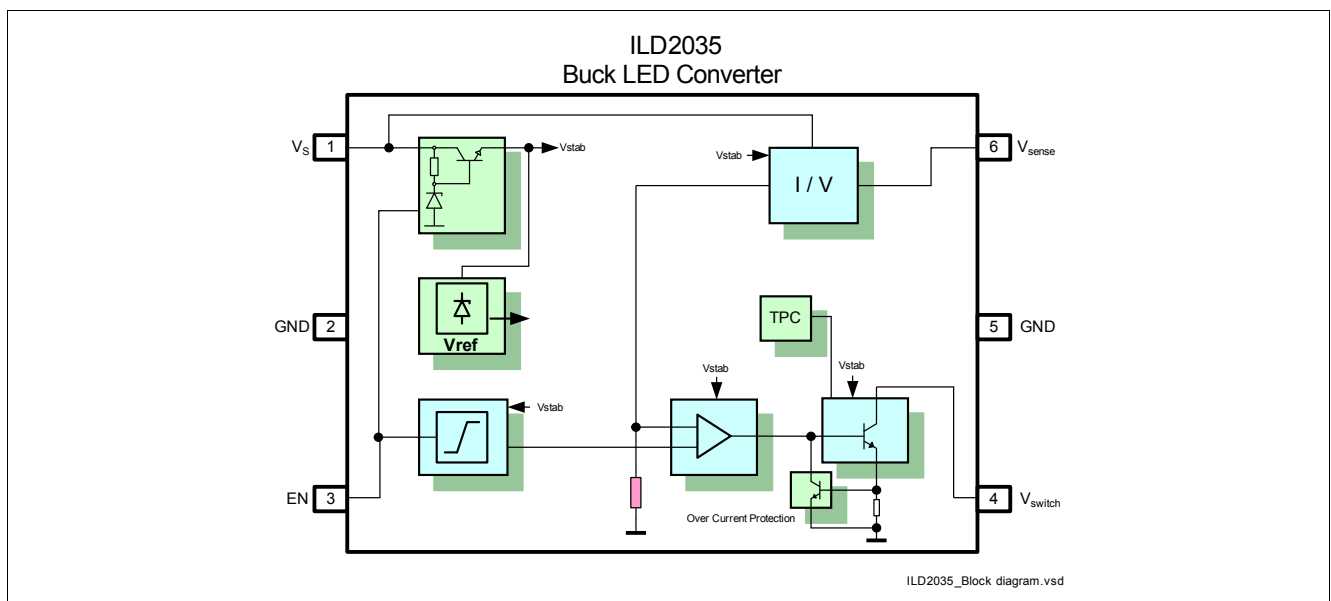 ILD2035
Buck LED Converter
VS 1
Vstab
Vstab
I / V
6 Vsense
GND 2
Vref
TPC
5 GND
Vstab
Vstab
Vstab
EN 3
Over Current Protection
4 Vswitch
ILD2035_Block diagram.vsd